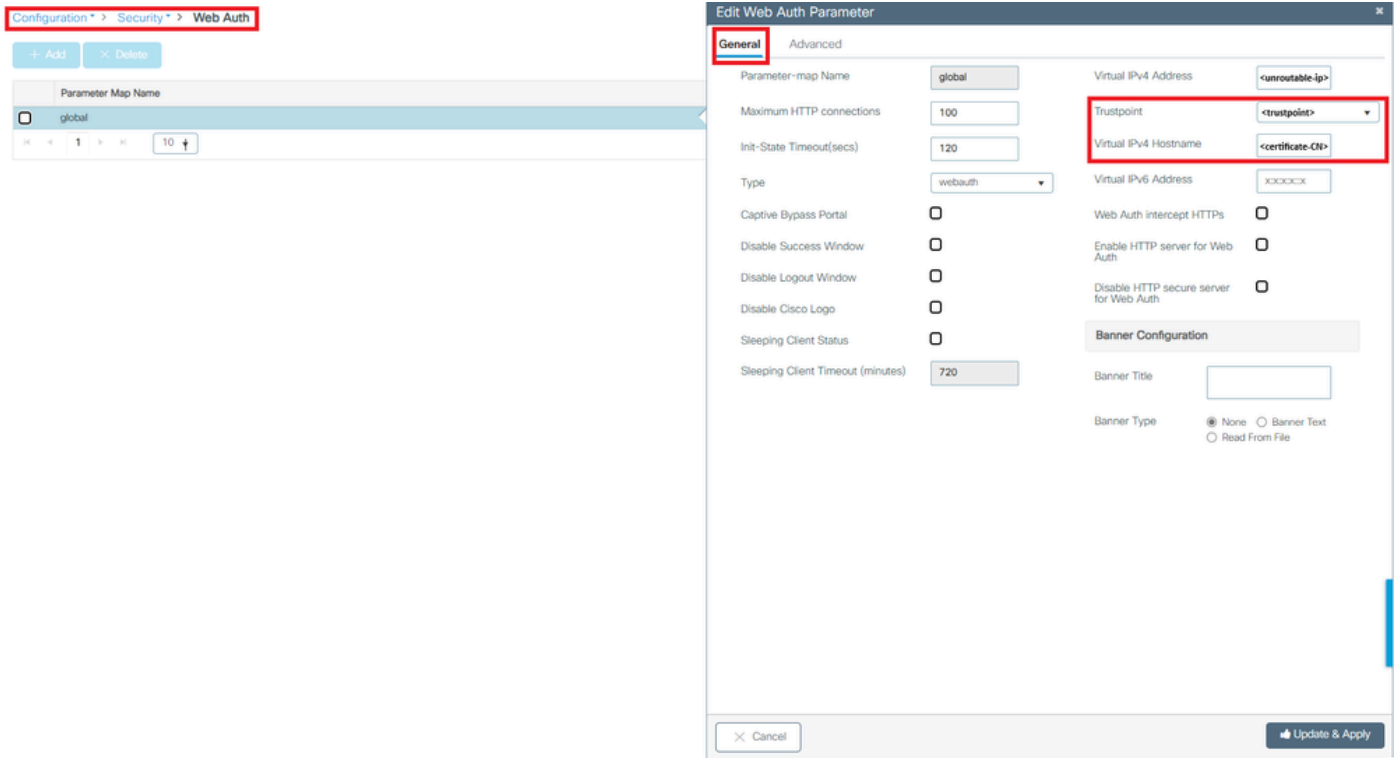 Configuration * > Security * > Web Auth
+ Add
× Delete
Parameter Map Name
global
1
10
Edit Web Auth Parameter
General
Advanced
Parameter-map Name
global
Maximum HTTP connections
100
Init-State Timeout(secs)
120
Type
webauth
Captive Bypass Portal
Disable Success Window
Disable Logout Window
Disable Cisco Logo
Sleeping Client Status
Sleeping Client Timeout (minutes)
720
Virtual IPv4 Address
<unroutable-ip>
Trustpoint
<trustpoint>
Virtual IPv4 Hostname
<certificate-CN>
Virtual IPv6 Address
Web Auth intercept HTTPs
Enable HTTP server for Web
Auth
Disable HTTP secure server
for Web Auth
Banner Configuration
Banner Title
Banner Type
None
Banner Text
Read From File
Cancel
Update & Apply